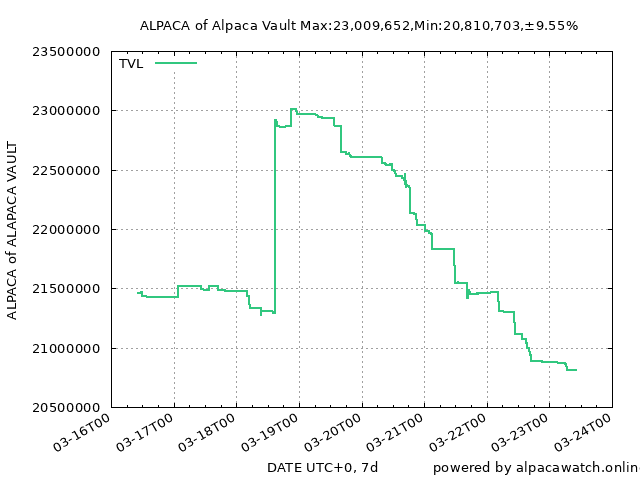 ALPACA of Alpaca Vault Max:23,009,652,Min:20,810,703,±9.55%
TVL
ALPACA of ALAPACA VAULT
23500000
23000000
22500000
22000000
21500000
21000000
20500000
03-16T00 03-17T00 03-18T00 03-19T00 03-20T00 03-21T00 03-22T00 03-23T00 03-24T00
DATE UTC+0, 7d
powered by alpacawatch.onlin